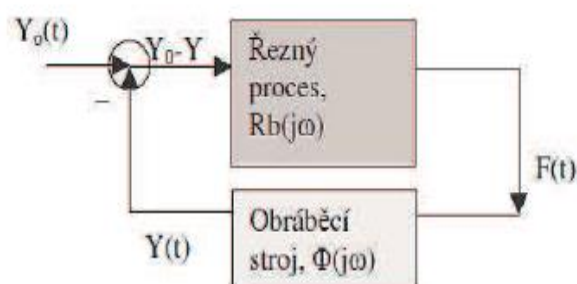 Y₀(t)
Y₀-Y
Řezný
proces,
Rb(jω)
–
F(t)
Y(t)
Obráběcí
stroj, Φ(jω)